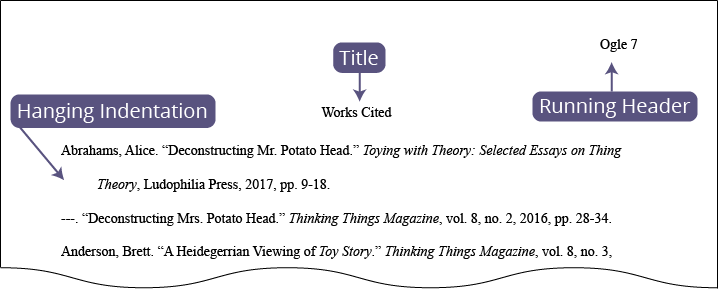 Ogle 7
Title
Works Cited
Hanging Indentation
Running Header
Abrahams, Alice. “Deconstructing Mr. Potato Head.” Toying with Theory: Selected Essays on Thing
Theory, Ludophilia Press, 2017, pp. 9-18.
---. “Deconstructing Mrs. Potato Head.” Thinking Things Magazine, vol. 8, no. 2, 2016, pp. 28-34.
Anderson, Brett. “A Heidegerrian Viewing of Toy Story.” Thinking Things Magazine, vol. 8, no. 3,